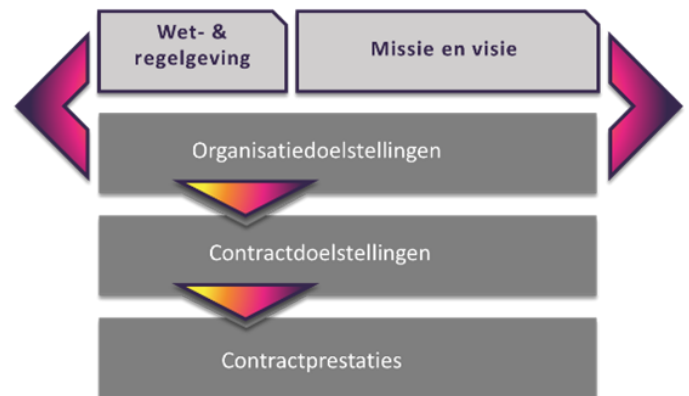 Wet- &
regelgeving
Missie en visie
Organisatiedoelstellingen
Contractdoelstellingen
Contractprestaties